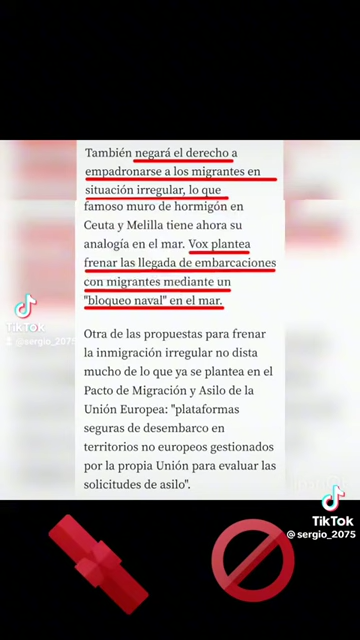 También negará el derecho a
empadronarse a los migrantes en
situación irregular, lo que
famoso muro de hormigón en
Ceuta y Melilla tiene ahora su
analogía en el mar. Vox plantea
frenar las llegada de embarcaciones
con migrantes mediante un
"bloqueo naval" en el mar.
Otra de las propuestas para frenar
la inmigración irregular no dista
mucho de lo que ya se plantea en el
Pacto de Migración y Asilo de la
Unión Europea: "plataformas
seguras de desembarco en
territorios no europeos gestionados
por la propia Unión para evaluar las
solicitudes de asilo".
TikTok
@sergio_2075
TikTok
@sergio_2075